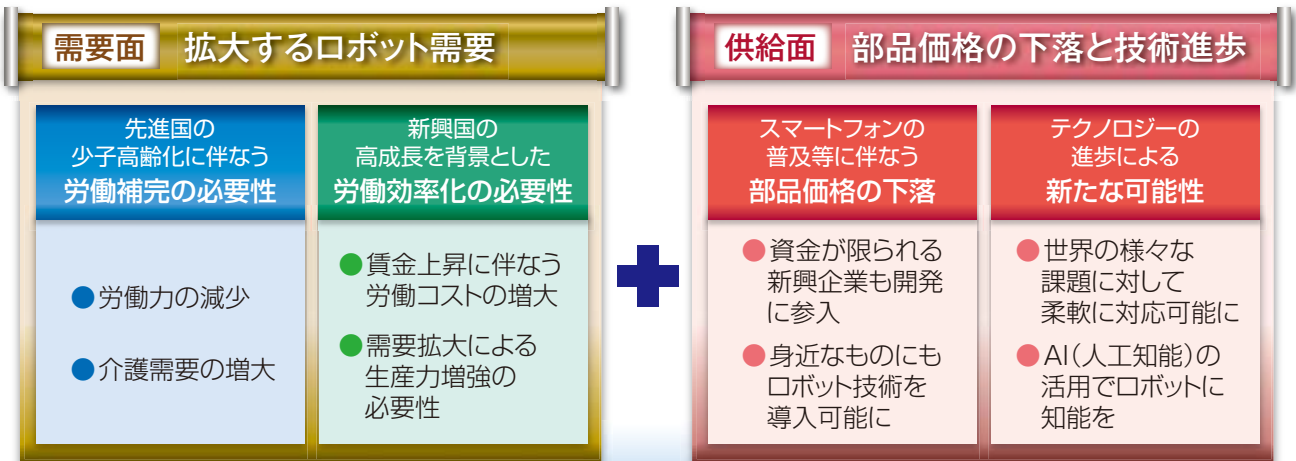 需要面 拡大するロボット需要
先進国の
少子高齢化に伴なう
労働補完の必要性
●労働力の減少
●介護需要の増大
新興国の
高成長を背景とした
労働効率化の必要性
●賃金上昇に伴なう
労働コストの増大
●需要拡大による
生産力増強の
必要性
供給面 部品価格の下落と技術進歩
スマートフォンの
普及等に伴なう
部品価格の下落
●資金が限られる
新興企業も開発
に参入
●身近なものにも
ロボット技術を
導入可能に
テクノロジーの
進歩による
新たな可能性
●世界の様々な
課題に対して
柔軟に対応可能に
●AI(人工知能)の
活用でロボットに
知能を